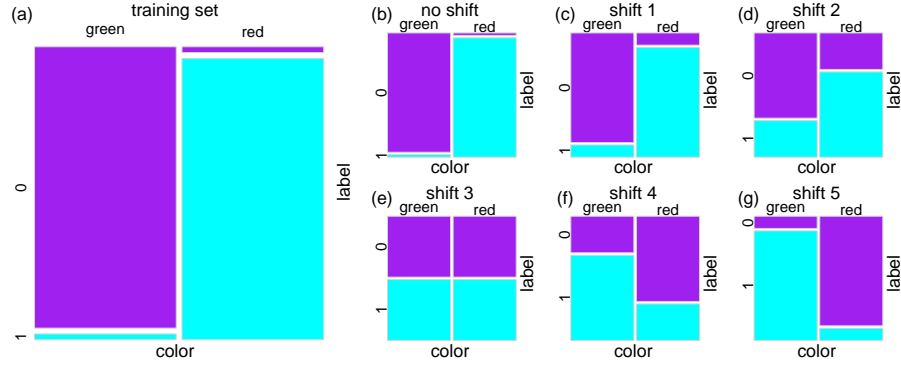 (a) training set
green red
0
1
label
color
(b) no shift
green red
0
1
label
color
(c) shift 1
green red
0
1
label
color
(d) shift 2
green red
0
1
label
color
(e) shift 3
green red
0
1
label
color
(f) shift 4
green red
0
1
label
color
(g) shift 5
green red
0
1
label
color